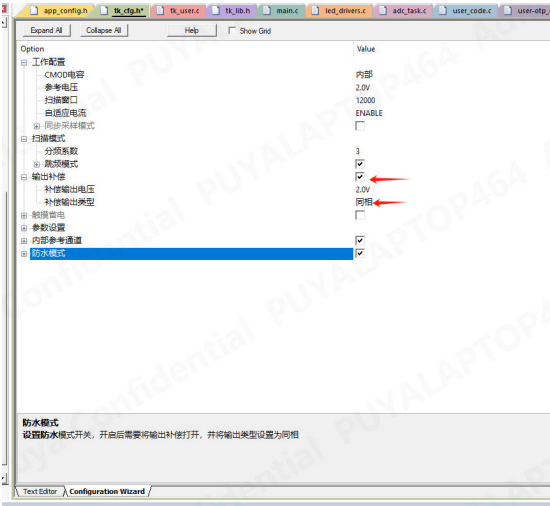 app_config.h tk_cfg.h* tk_user.c tk_lib.h main.c led_drivers.c adc_task.c user_code.c user-otp_
Expand All Collapse All Help Show Grid
Option Value
工作配置
CMOD电容 内部
参考电压 2.0V
扫描窗口 12000
自适应电流 ENABLE
同步采样模式
扫描模式
分频系数 3
跳频模式
输出补偿
补偿输出电压 2.0V
补偿输出类型 同相
触摸省电
参数设置
内部参考通道
防水模式
防水模式
设置防水模式开关，开启后需要将输出补偿打开，并将输出类型设置为同相
Text Editor Configuration Wizard